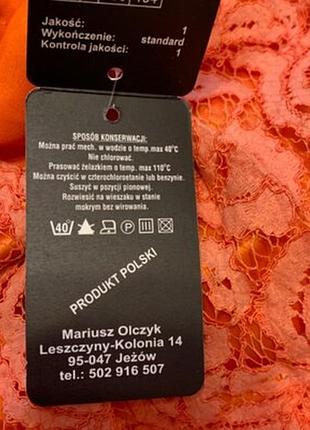 Jakość: 1
Wykończenie: standard
Kontrola jakości: 1
SPOSÓB KONSERWACJI:
Można prać mech. w wodzie o temp.max 40°C
Nie chlorować.
Prasować żelazkiem o temp. max 110°C
Można czyścić w czterochloroetanie lub benzynie.
Suszyć w pozycji pionowej.
Rozwiesić na wieszaku w stanie
mokrym bez wirowania.
40 P
PRODUKT POLSKI
Mariusz Olczyk
Leszczyny-Kolonia 14
95-047 Jeżów
tel.: 502 916 507